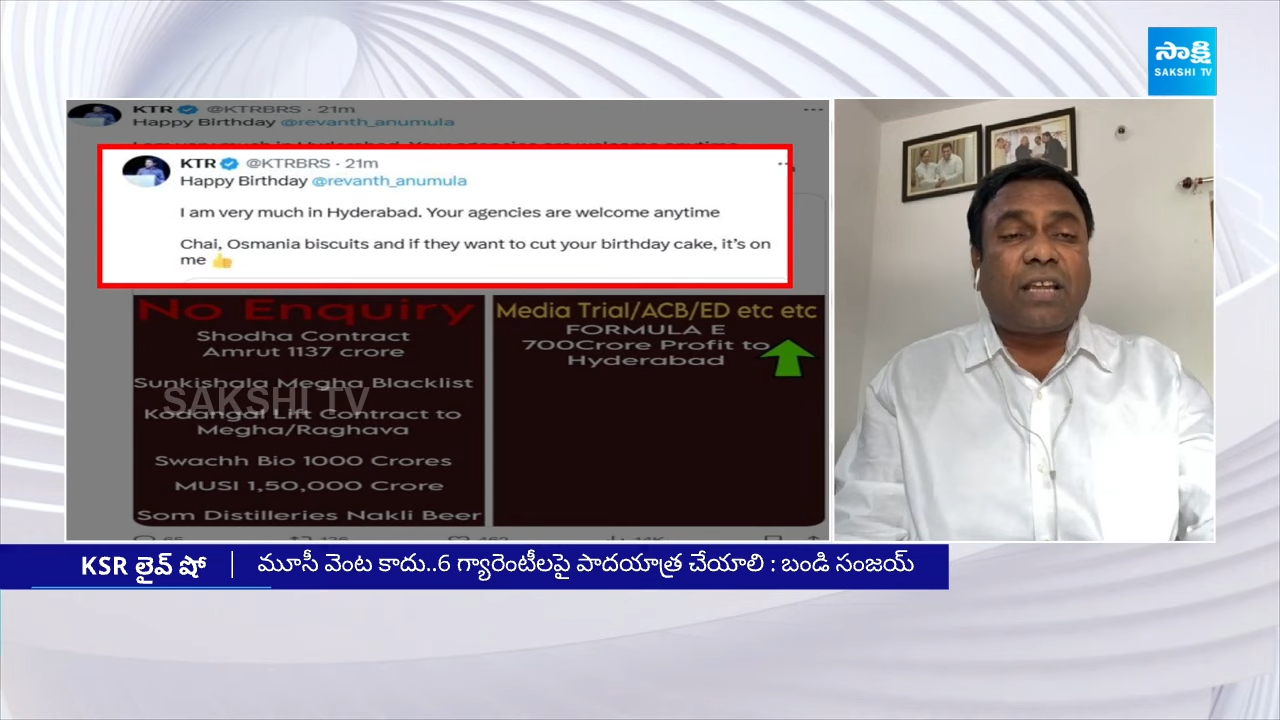 సాక్షి
SAKSHI TV
KTR @KTRBRS · 21m
Happy Birthday @revanth_anumula
KTR @KTRBRS · 21m
Happy Birthday @revanth_anumula
I am very much in Hyderabad. Your agencies are welcome anytime
Chai, Osmania biscuits and if they want to cut your birthday cake, it's on
me 👍
No Enquiry
Shodha Contract
Amrut 1137 crore
Sunkishala Megha Blacklist
Kodangal Lift Contract to
Megha/Raghava
Swachh Bio 1000 Crores
MUSI 1,50,000 Crore
Som Distilleries Nakli Beer
Media Trial/ACB/ED etc etc
FORMULA E
700Crore Profit to
Hyderabad
SAKSHI TV
KSR లైవ్ షో | మూసీ వెంట కాదు..6 గ్యారెంటీలపై పాదయాత్ర చేయాలి : బండి సంజయ్